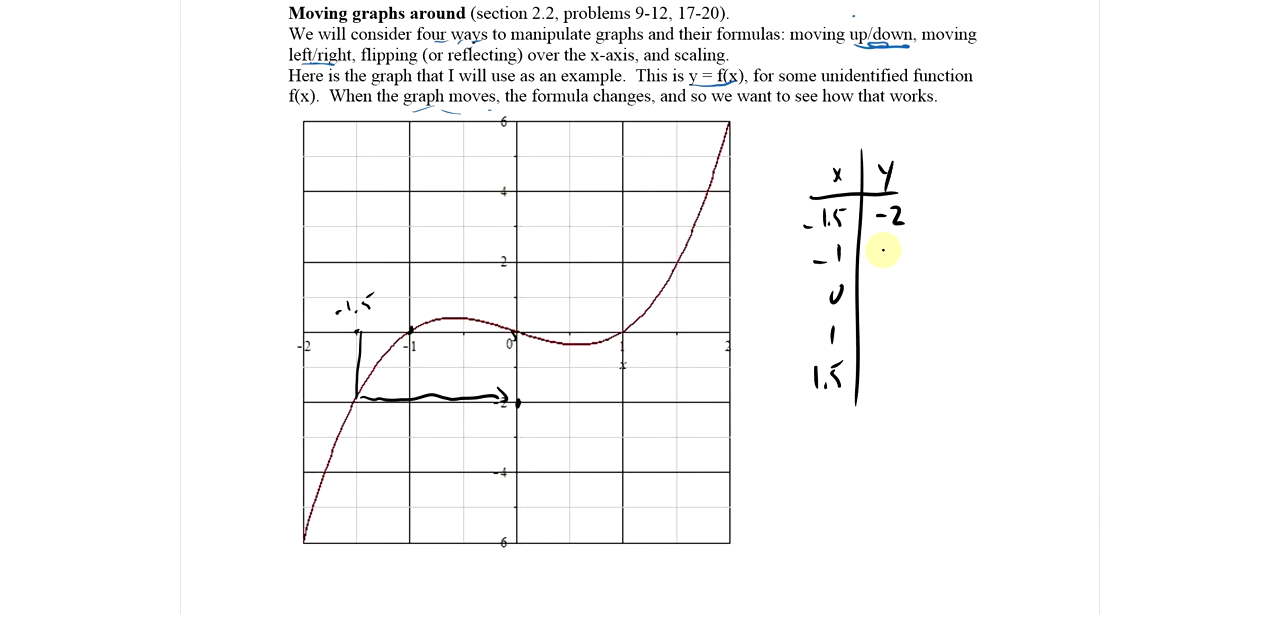 Moving graphs around (section 2.2, problems 9-12, 17-20).
We will consider four ways to manipulate graphs and their formulas: moving up/down, moving
left/right, flipping (or reflecting) over the x-axis, and scaling.
Here is the graph that I will use as an example. This is y = f(x), for some unidentified function
f(x). When the graph moves, the formula changes, and so we want to see how that works.
6
4
2
-1.5
-2 -1 0 1 2
x
-2
-4
6
x y
-1.5 -2
-1
0
1
1.5